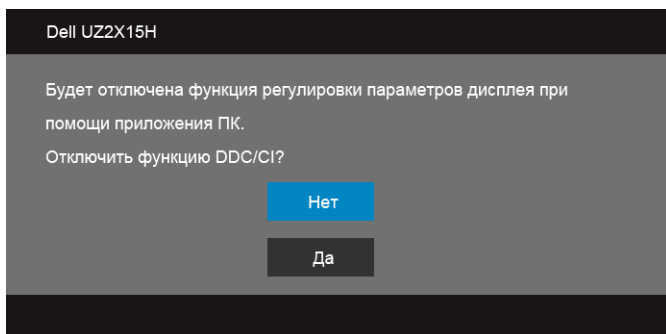 Dell UZ2X15H
Будет отключена функция регулировки параметров дисплея при
помощи приложения ПК.
Отключить функцию DDC/CI?
Нет
Да